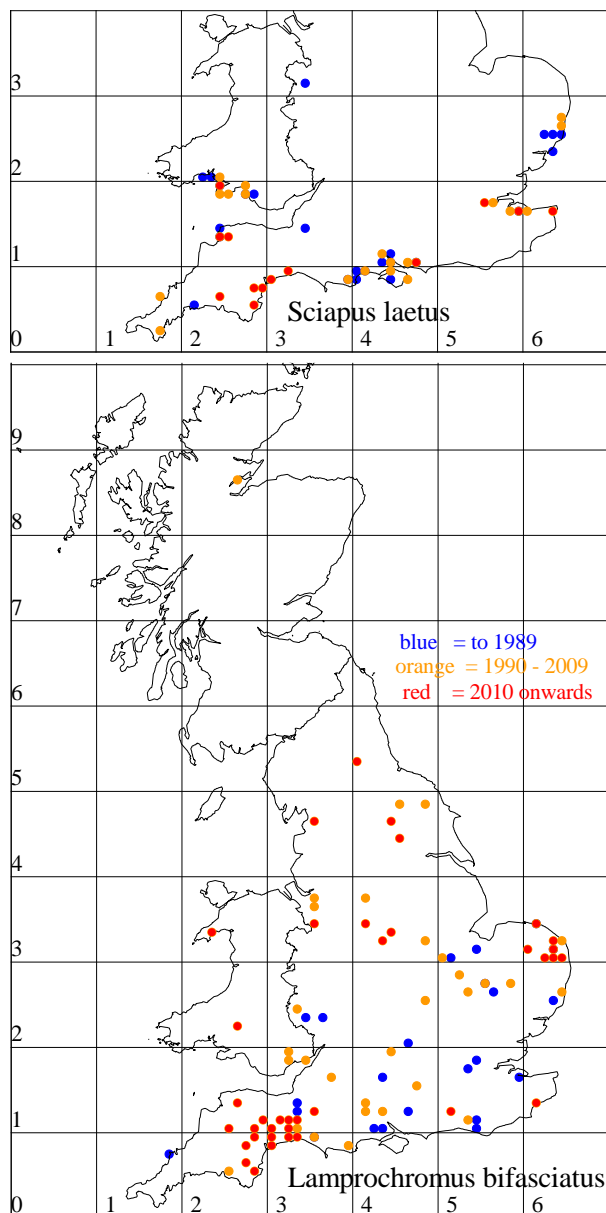 3
2
1
Sciapus laetus
0 1 2 3 4 5 6
9
8
7
blue = to 1989
orange = 1990 - 2009
red = 2010 onwards
6
5
4
3
2
1
Lamprochromus bifasciatus
0 1 2 3 4 5 6